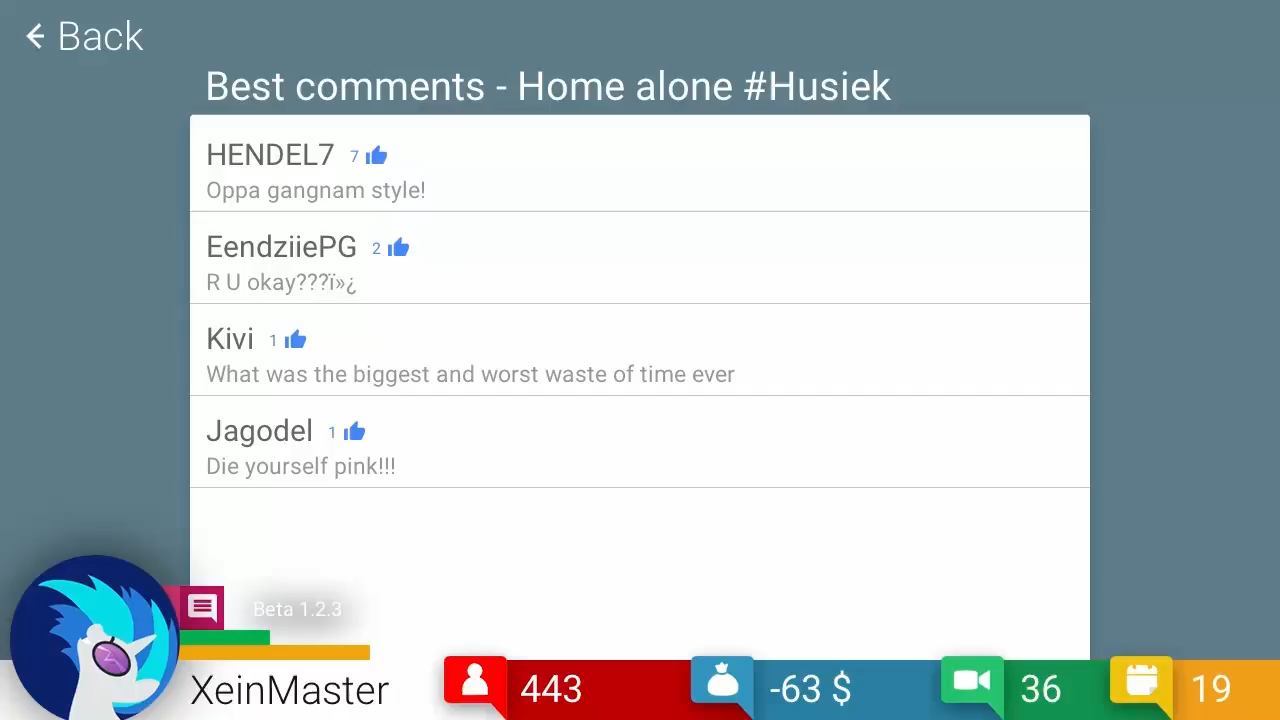 Back
Best comments - Home alone #Husiek
HENDEL7 7
Oppa gangnam style!
EendziiePG 2
R U okay???ï»¿
Kivi 1
What was the biggest and worst waste of time ever
Jagodel 1
Die yourself pink!!!
Beta 1.2.3
XeinMaster 443 -63 $ 36 19